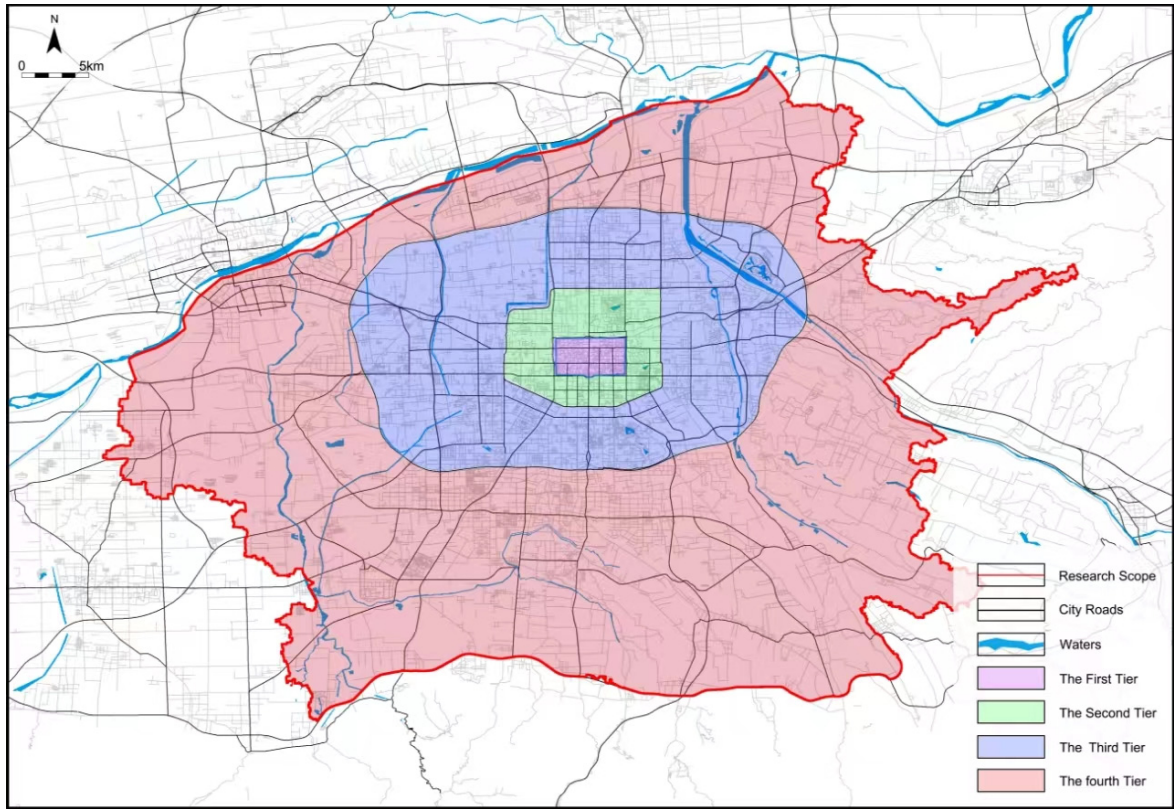 N
0 5km
Research Scope
City Roads
Waters
The First Tier
The Second Tier
The Third Tier
The fourth Tier